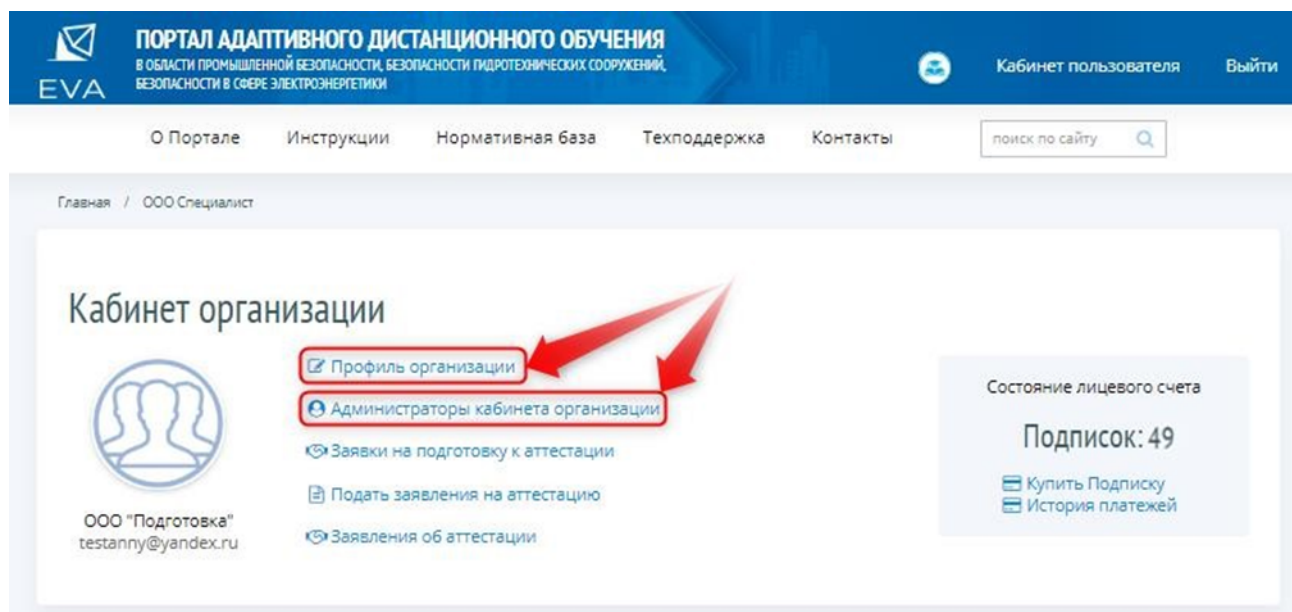 EVA
ПОРТАЛ АДАПТИВНОГО ДИСТАНЦИОННОГО ОБУЧЕНИЯ
В ОБЛАСТИ ПРОМЫШЛЕННОЙ БЕЗОПАСНОСТИ, БЕЗОПАСНОСТИ ГИДРОТЕХНИЧЕСКИХ СООРУЖЕНИЙ,
БЕЗОПАСНОСТИ В СФЕРЕ ЭЛЕКТРОЭНЕРГЕТИКИ
Кабинет пользователя Выйти
О Портале Инструкции Нормативная база Техподдержка Контакты поиск по сайту
Главная / ООО Специалист
Кабинет организации
Профиль организации
Администраторы кабинета организации
Заявки на подготовку к аттестации
Подать заявления на аттестацию
Заявления об аттестации
ООО "Подготовка"
testanny@yandex.ru
Состояние лицевого счета
Подписок: 49
Купить Подписку
История платежей